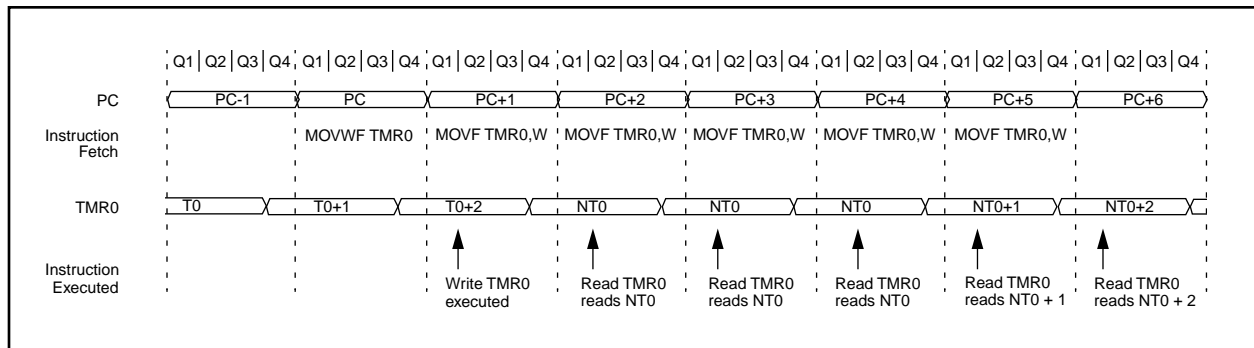 Q1 Q2 Q3 Q4 Q1 Q2 Q3 Q4 Q1 Q2 Q3 Q4 Q1 Q2 Q3 Q4 Q1 Q2 Q3 Q4 Q1 Q2 Q3 Q4 Q1 Q2 Q3 Q4 Q1 Q2 Q3 Q4
PC PC-1 PC PC+1 PC+2 PC+3 PC+4 PC+5 PC+6
Instruction
Fetch
MOVWF TMR0 MOVF TMR0,W MOVF TMR0,W MOVF TMR0,W MOVF TMR0,W MOVF TMR0,W
TMR0 T0 T0+1 T0+2 NT0 NT0 NT0 NT0+1 NT0+2
Instruction
Executed
Write TMR0
executed
Read TMR0
reads NT0
Read TMR0
reads NT0
Read TMR0
reads NT0
Read TMR0
reads NT0 + 1
Read TMR0
reads NT0 + 2